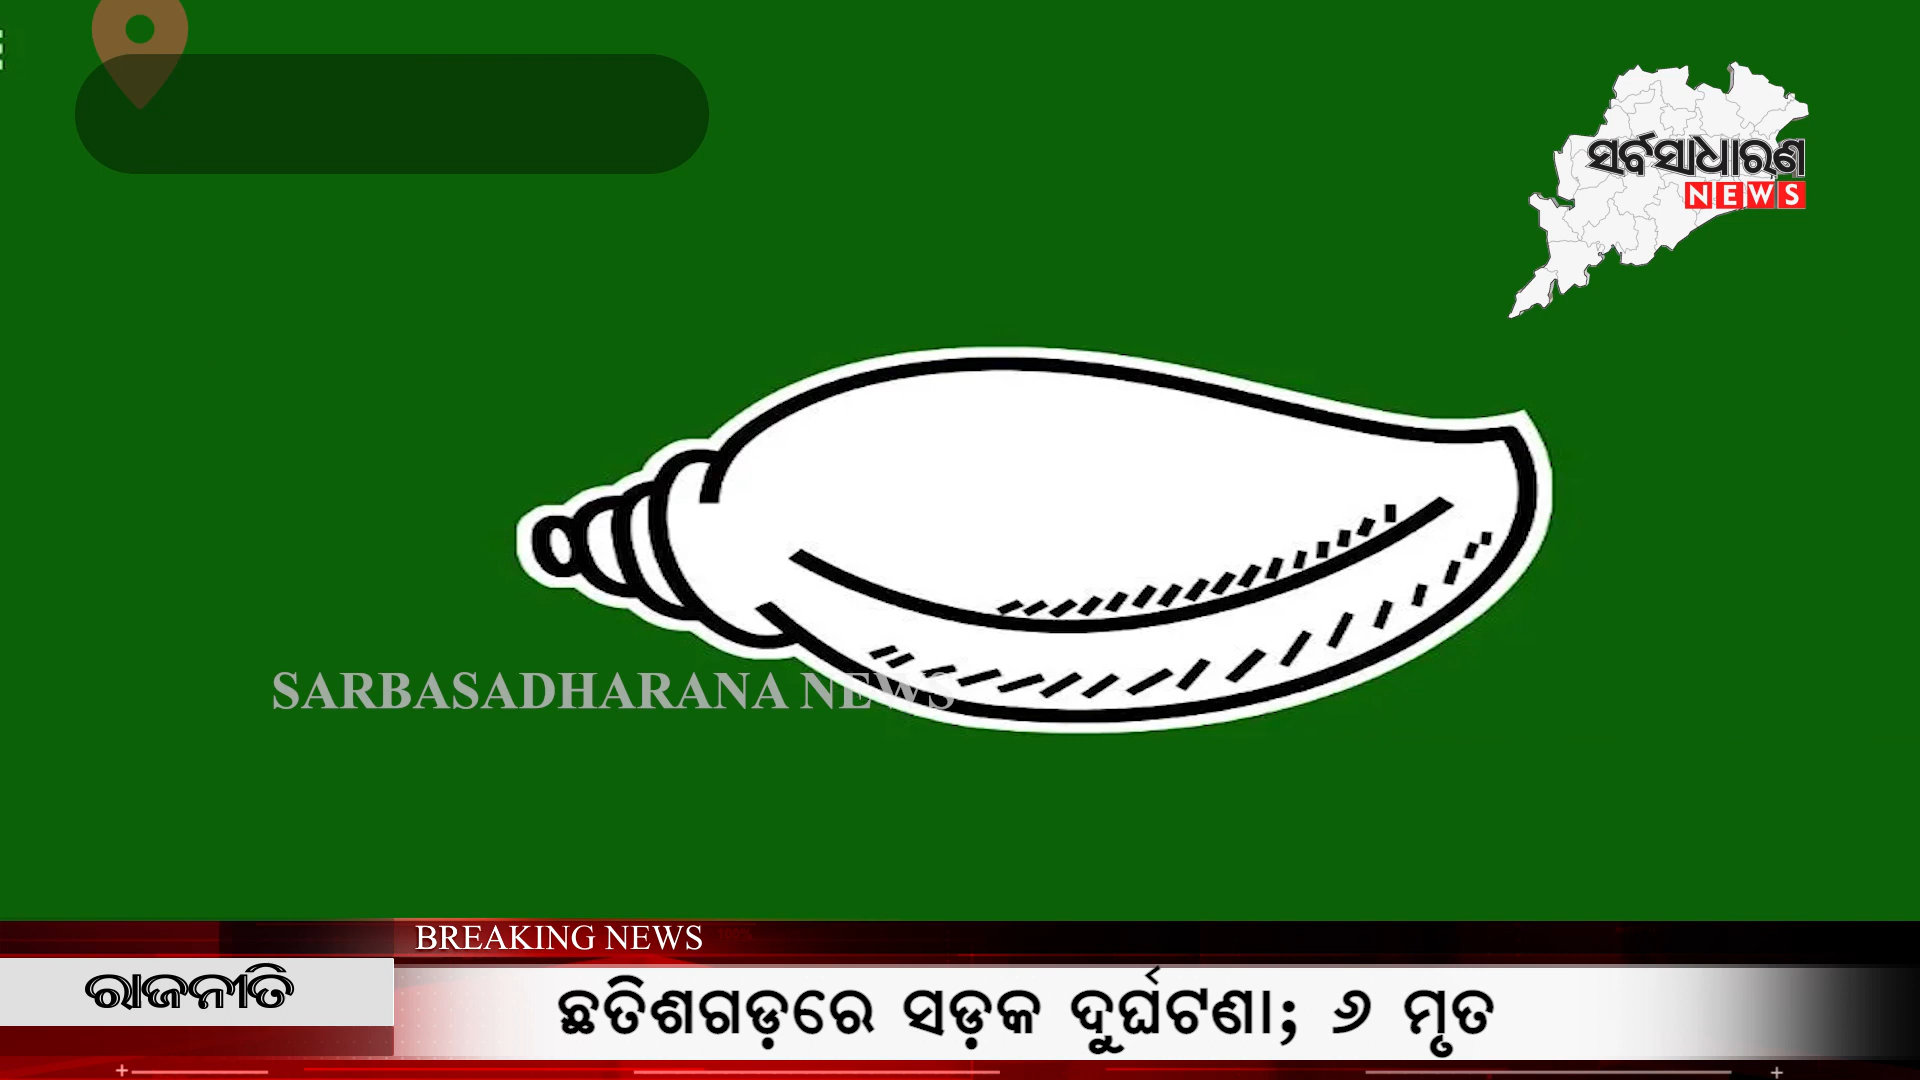 ସର୍ବସାଧାରଣ
NEWS
SARBASADHARANA NEWS
BREAKING NEWS
ରାଜନୀତି
ଛତିଶଗଡ଼ରେ ସଡ଼କ ଦୁର୍ଘଟଣା; ୬ ମୃତ